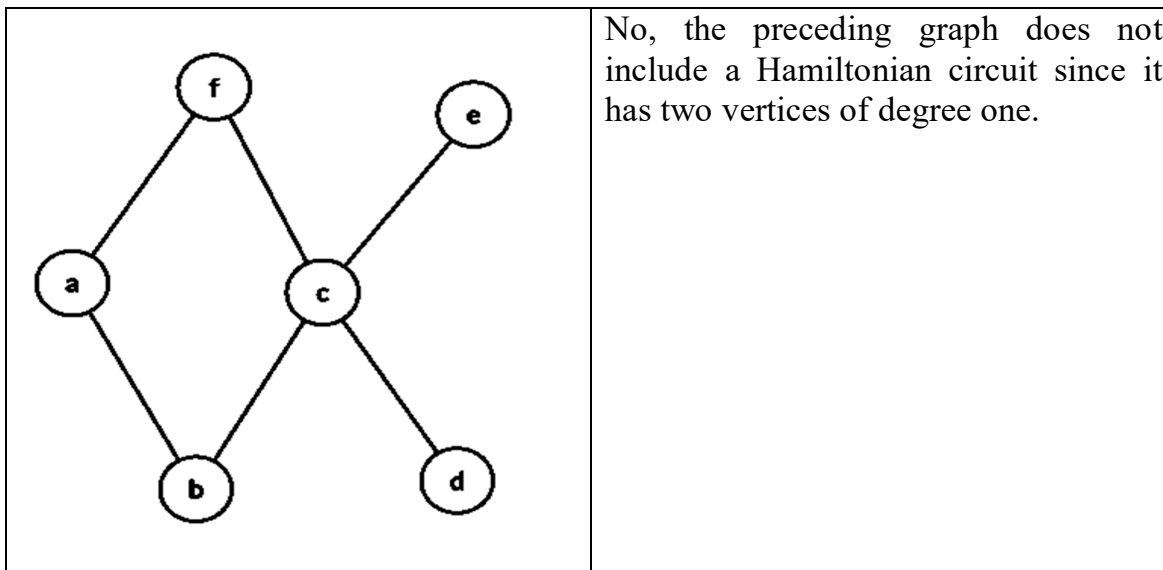 f
e
a
c
b
d
No, the preceding graph does not
include a Hamiltonian circuit since it
has two vertices of degree one.